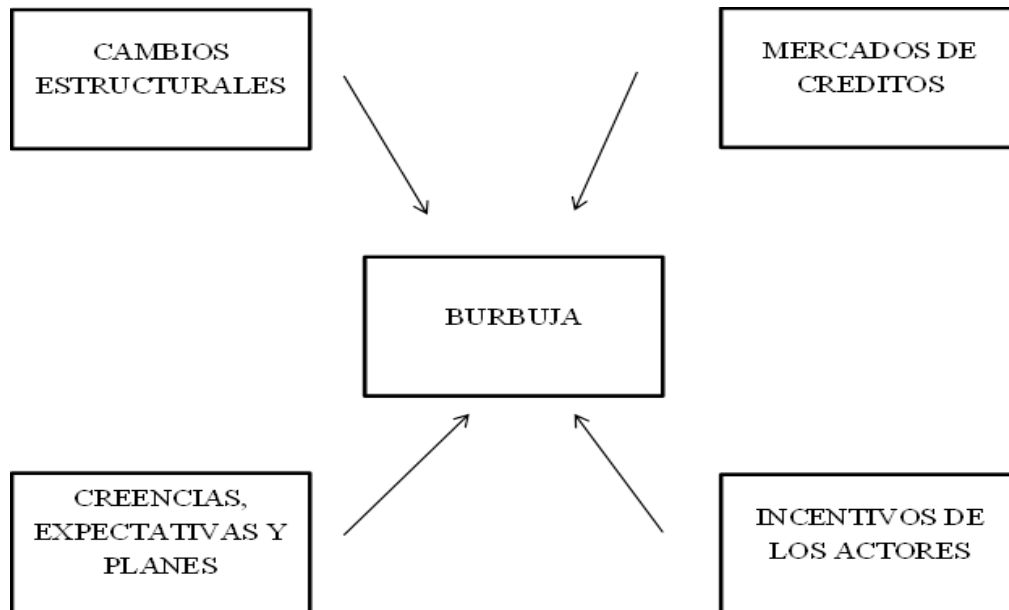 CAMBIOS
ESTRUCTURALES
MERCADOS DE
CREDITOS
BURBUJA
CREENCIAS,
EXPECTATIVAS Y
PLANES
INCENTIVOS DE
LOS ACTORES